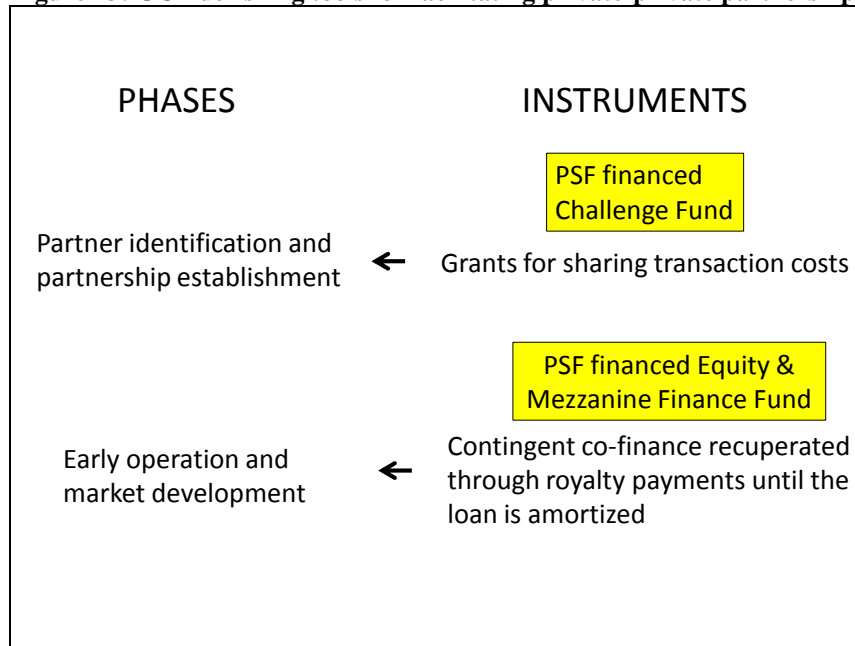 PHASES
INSTRUMENTS
PSF financed
Challenge Fund
Partner identification and
partnership establishment
Grants for sharing transaction costs
PSF financed Equity &
Mezzanine Finance Fund
Early operation and
market development
Contingent co-finance recuperated
through royalty payments until the
loan is amortized